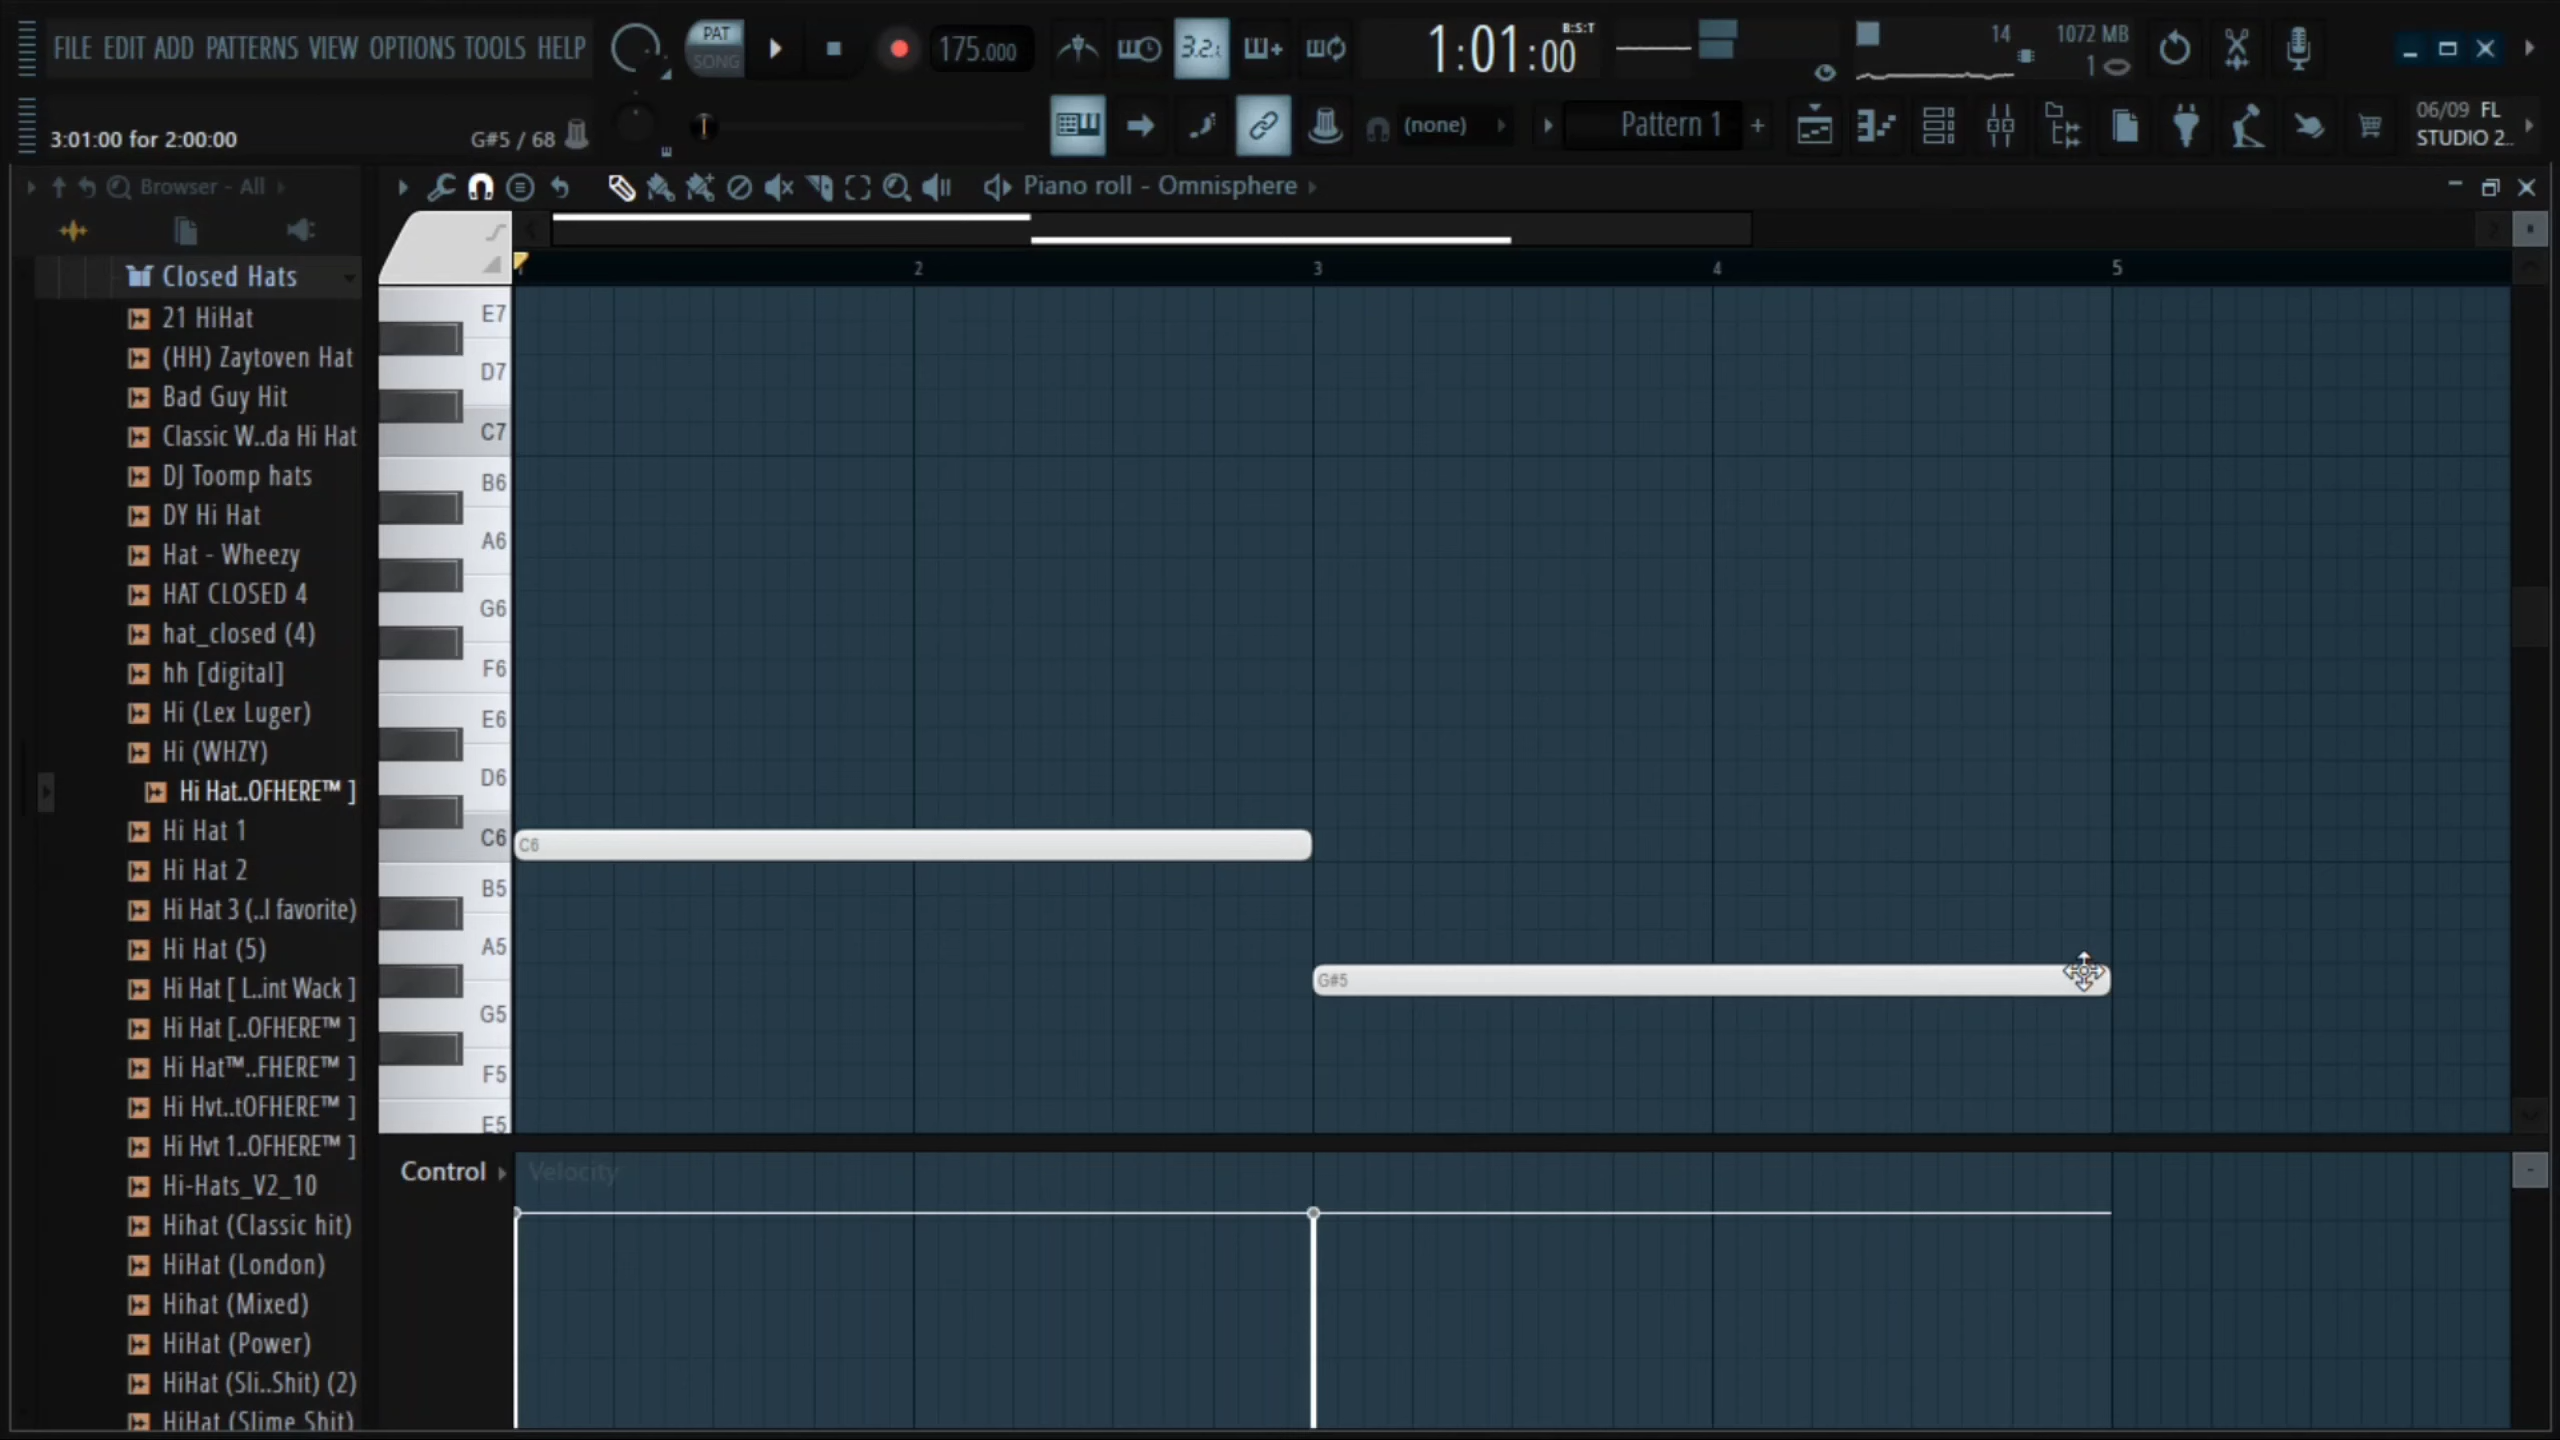 FILE EDIT ADD PATTERNS VIEW OPTIONS TOOLS HELP
PAT
SONG
175.000
3.2.
1:01:00
B:S:T
14
1072 MB
1
3:01:00 for 2:00:00
G#5 / 68
(none)
Pattern 1
06/09 FL
STUDIO 2..
Browser - All
Piano roll - Omnisphere
Closed Hats
21 HiHat
(HH) Zaytoven Hat
Bad Guy Hit
Classic W..da Hi Hat
DJ Toomp hats
DY Hi Hat
Hat - Wheezy
HAT CLOSED 4
hat_closed (4)
hh [digital]
Hi (Lex Luger)
Hi (WHZY)
Hi Hat..OFHERE™ ]
Hi Hat 1
Hi Hat 2
Hi Hat 3 (..l favorite)
Hi Hat (5)
Hi Hat [ L..int Wack ]
Hi Hat [..OFHERE™ ]
Hi Hat™..FHERE™ ]
Hi Hvt..tOFHERE™ ]
Hi Hvt 1..OFHERE™ ]
Hi-Hats_V2_10
Hihat (Classic hit)
HiHat (London)
Hihat (Mixed)
HiHat (Power)
HiHat (Sli..Shit) (2)
HiHat (Slime Shit)
2
3
4
5
E7
D7
C7
B6
A6
G6
F6
E6
D6
C6
C6
B5
A5
G#5
G5
F5
E5
Control
Velocity